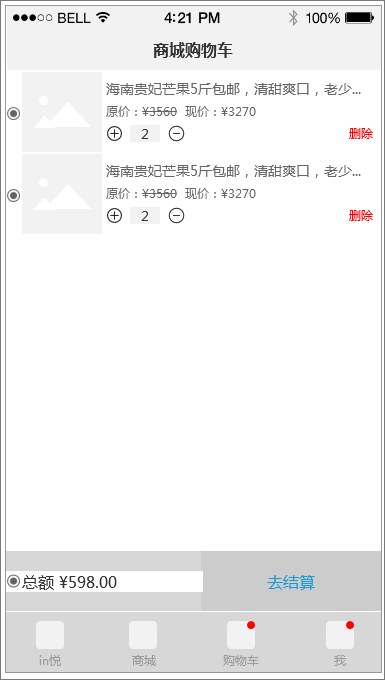 BELL 4:21 PM 100%
商城购物车
海南贵妃芒果5斤包邮，清甜爽口，老少...
原价：¥3560 现价：¥3270
2 删除
海南贵妃芒果5斤包邮，清甜爽口，老少...
原价：¥3560 现价：¥3270
2 删除
总额 ¥598.00 去结算
in悦 商城 购物车 我